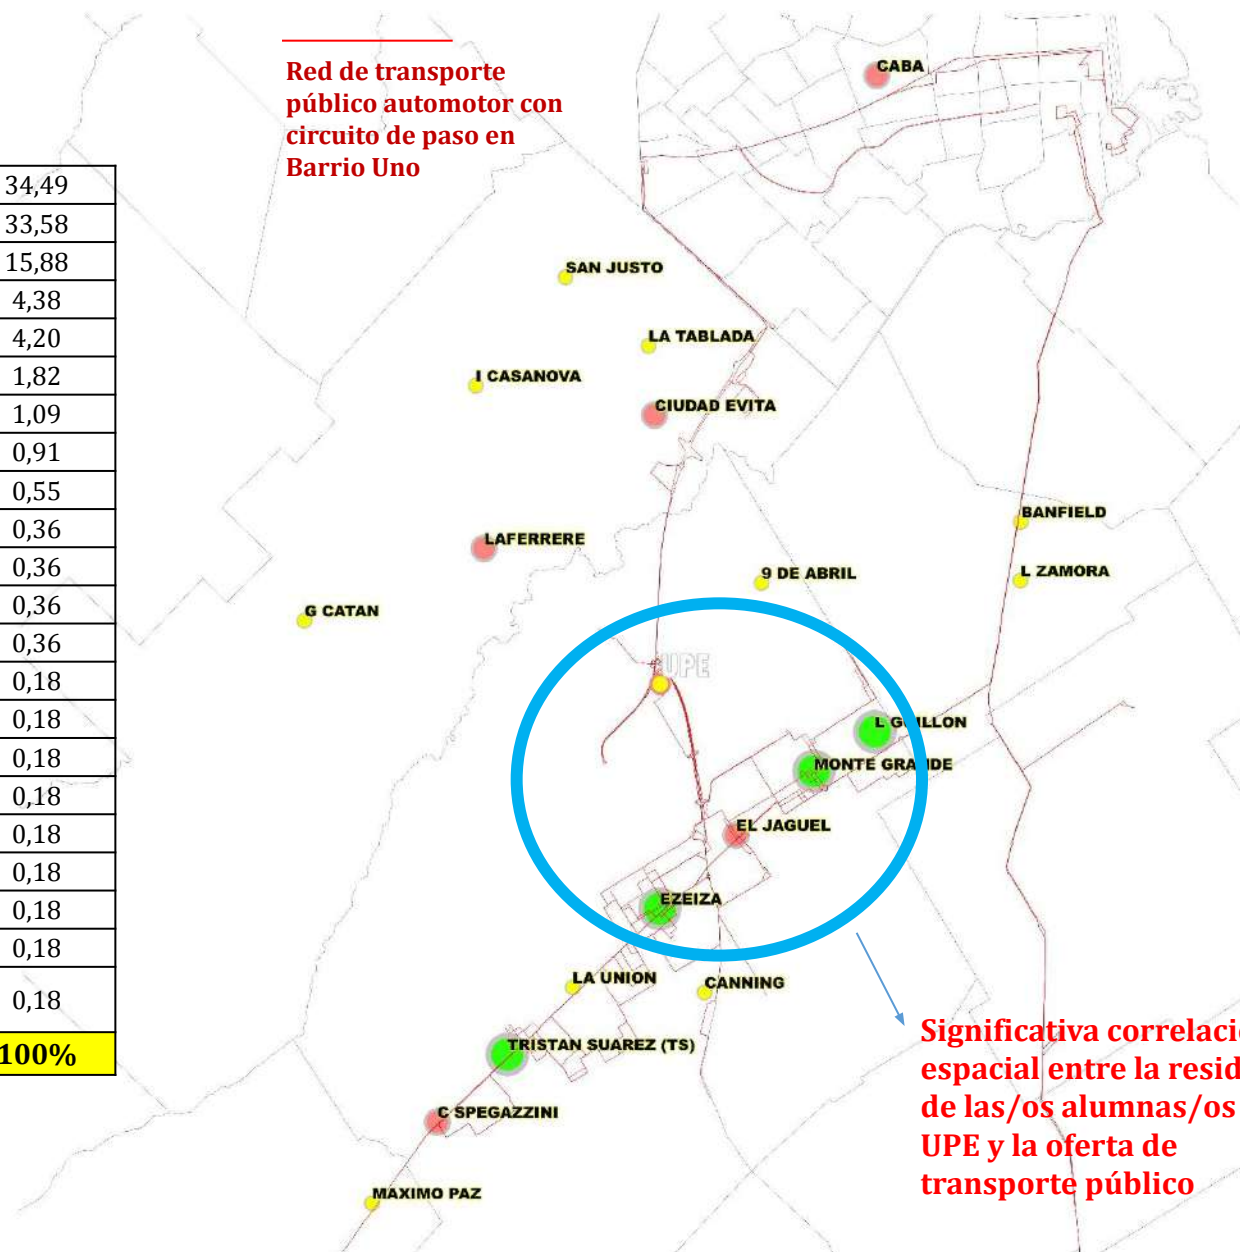 Red de transporte
público automotor con
circuito de paso en
Barrio Uno
34,49
33,58
15,88
4,38
4,20
1,82
1,09
0,91
0,55
0,36
0,36
0,36
0,36
0,18
0,18
0,18
0,18
0,18
0,18
0,18
0,18
0,18
100%
CABA
SAN JUSTO
LA TABLADA
I CASANOVA
CIUDAD EVITA
BANFIELD
LAFERRERE
9 DE ABRIL
L ZAMORA
G CATAN
UPE
L GUILLON
MONTE GRANDE
EL JAGUEL
EZEIZA
LA UNION
CANNING
TRISTAN SUAREZ (TS)
C SPEGAZZINI
MAXIMO PAZ
Significativa correlació
espacial entre la resid
de las/os alumnas/os
UPE y la oferta de
transporte público